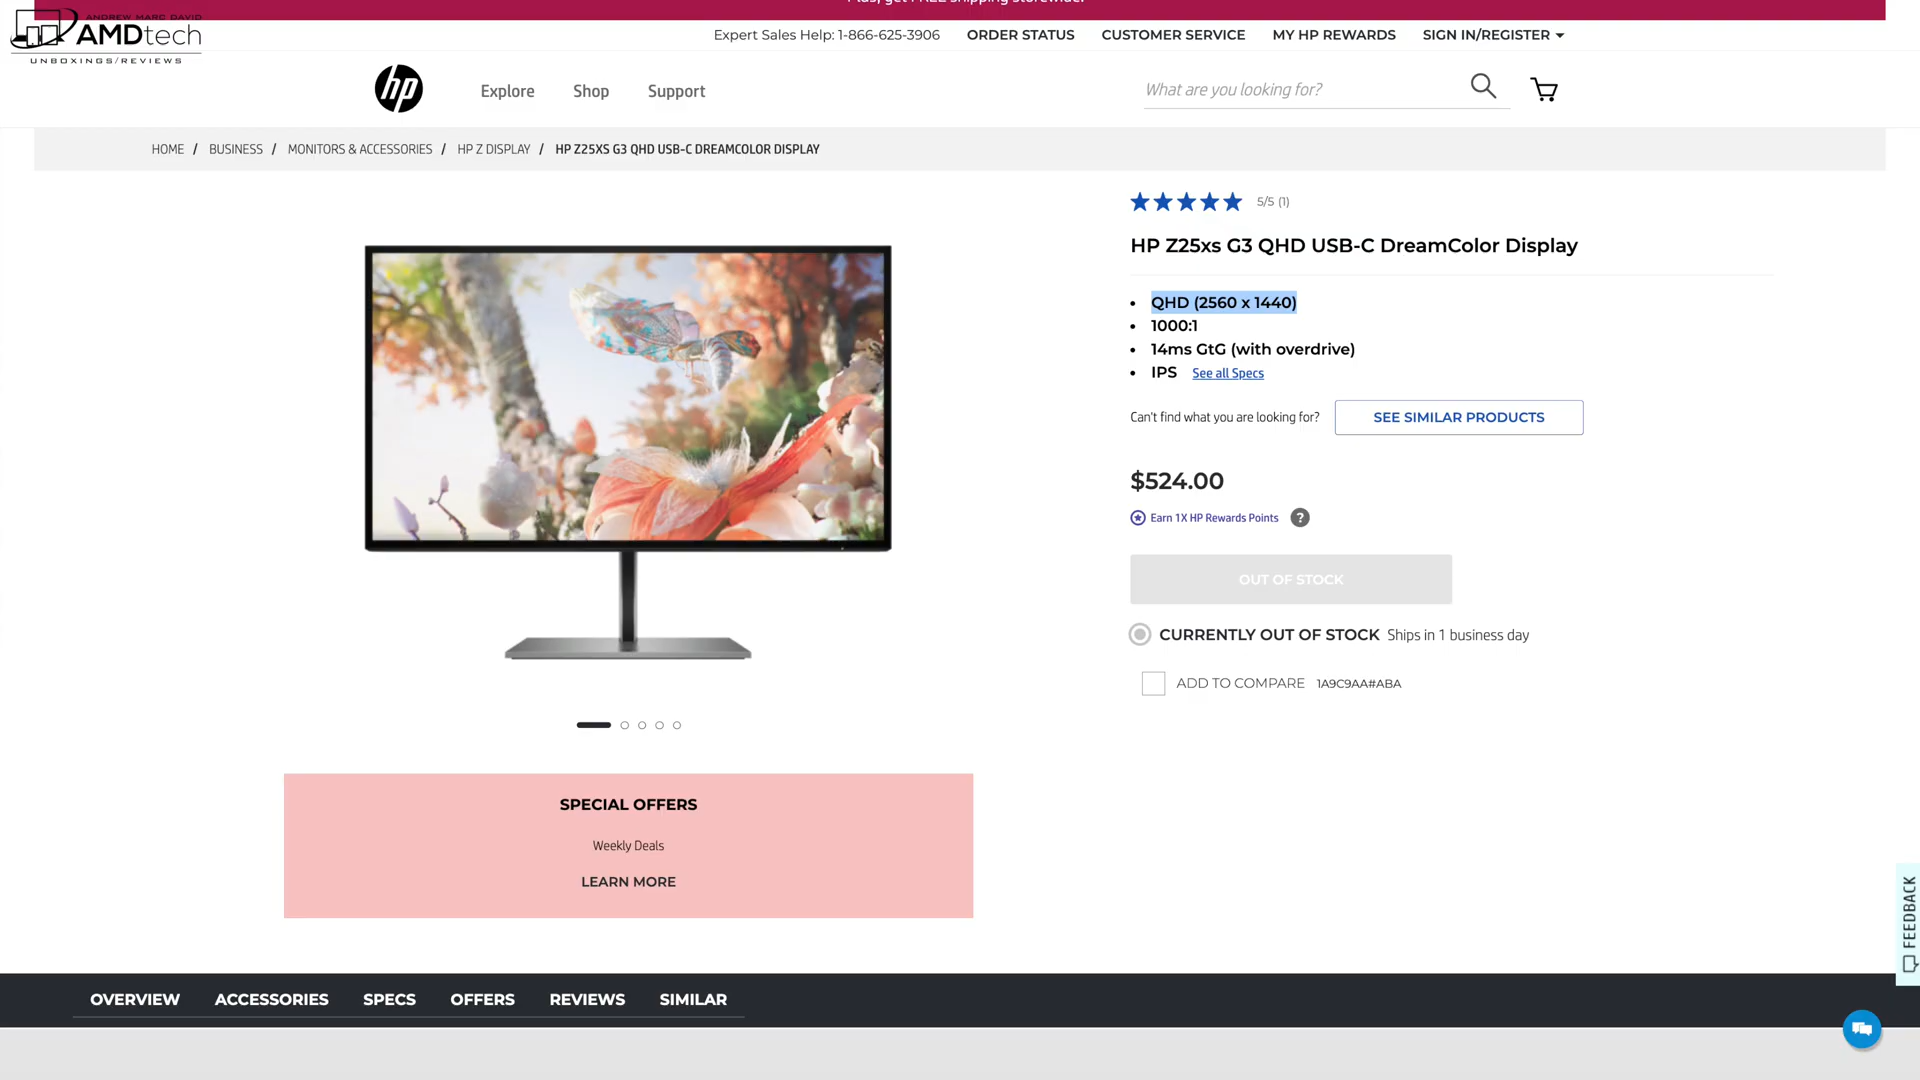 Plus, get FREE shipping storewide.
ANDREW MARC DAVID
AMDtech
UNBOXINGS/REVIEWS
Expert Sales Help: 1-866-625-3906 ORDER STATUS CUSTOMER SERVICE MY HP REWARDS SIGN IN/REGISTER
hp Explore Shop Support What are you looking for?
HOME / BUSINESS / MONITORS & ACCESSORIES / HP Z DISPLAY / HP Z25XS G3 QHD USB-C DREAMCOLOR DISPLAY
5/5 (1)
HP Z25xs G3 QHD USB-C DreamColor Display
• QHD (2560 x 1440)
• 1000:1
• 14ms GtG (with overdrive)
• IPS See all Specs
Can't find what you are looking for? SEE SIMILAR PRODUCTS
$524.00
Earn 1X HP Rewards Points ?
OUT OF STOCK
CURRENTLY OUT OF STOCK Ships in 1 business day
ADD TO COMPARE 1A9C9AA#ABA
SPECIAL OFFERS
Weekly Deals
LEARN MORE
FEEDBACK
OVERVIEW ACCESSORIES SPECS OFFERS REVIEWS SIMILAR